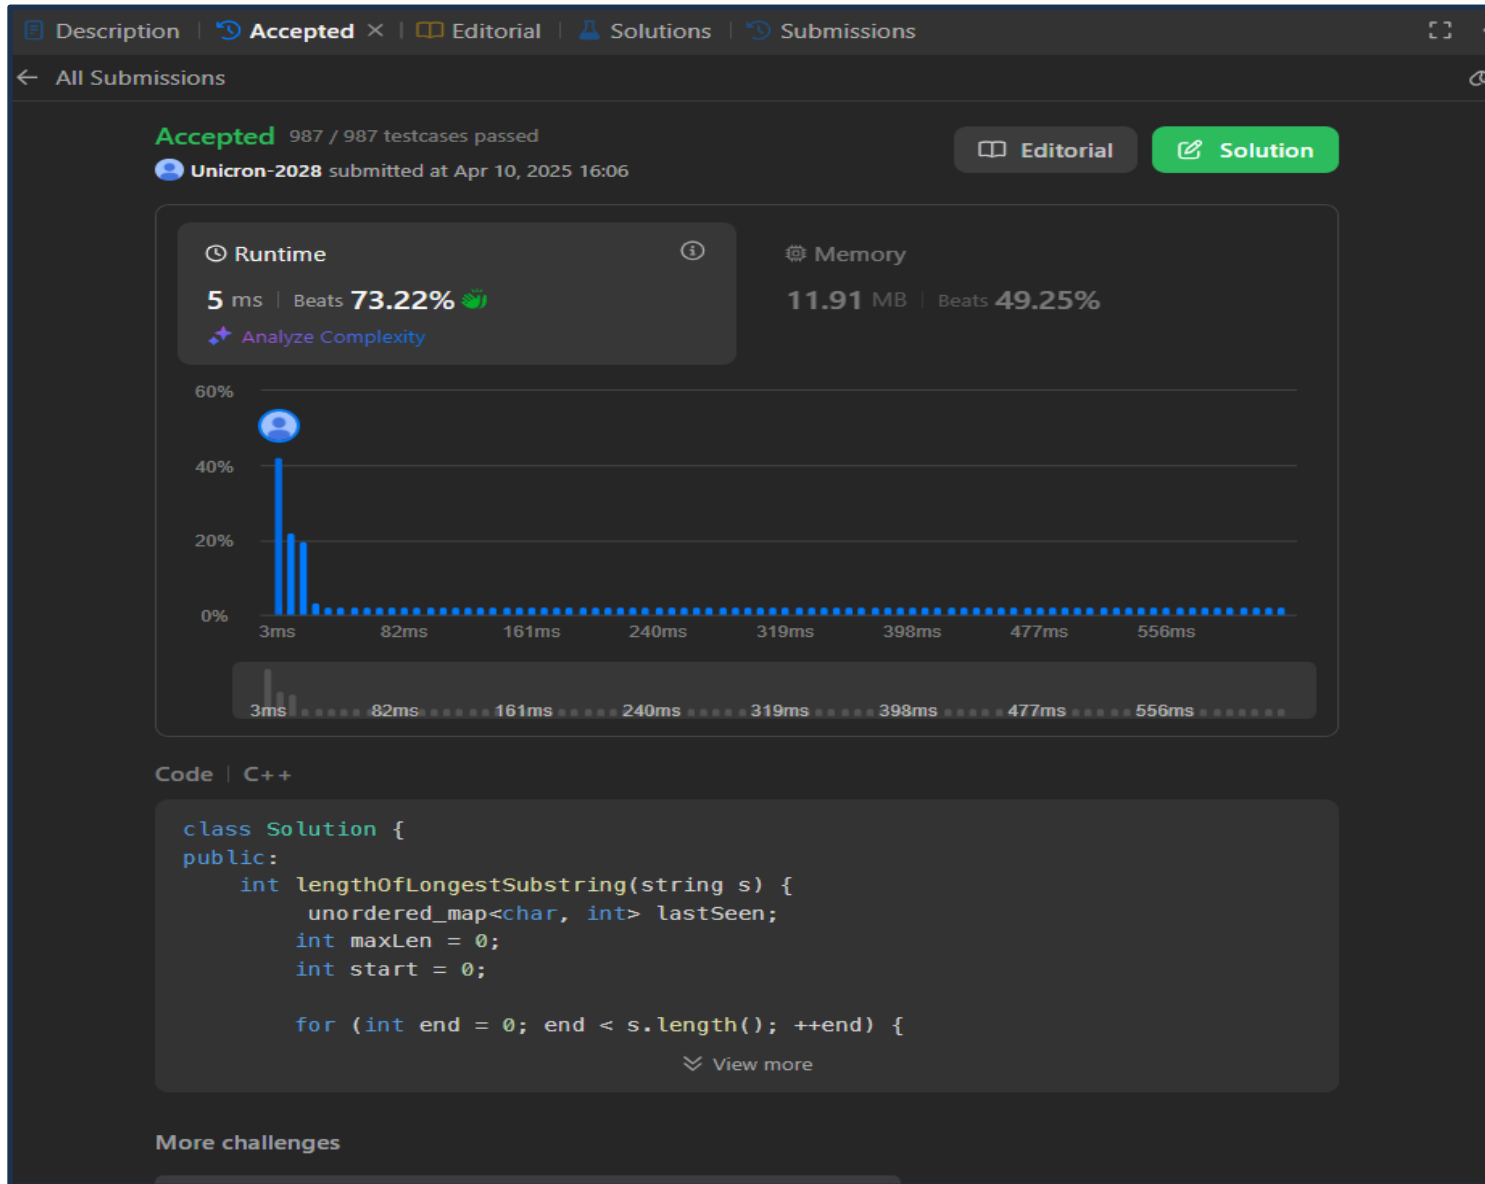 Description Accepted Editorial Solutions Submissions
All Submissions
Accepted 987 / 987 testcases passed
Unicron-2028 submitted at Apr 10, 2025 16:06
Editorial
Solution
Runtime
5 ms | Beats 73.22%
Analyze Complexity
Memory
11.91 MB | Beats 49.25%
60%
40%
20%
0%
3ms 82ms 161ms 240ms 319ms 398ms 477ms 556ms
3ms 82ms 161ms 240ms 319ms 398ms 477ms 556ms
Code | C++
class Solution {
public:
    int lengthOfLongestSubstring(string s) {
         unordered_map<char, int> lastSeen;
        int maxLen = 0;
        int start = 0;
        for (int end = 0; end < s.length(); ++end) {
View more
More challenges